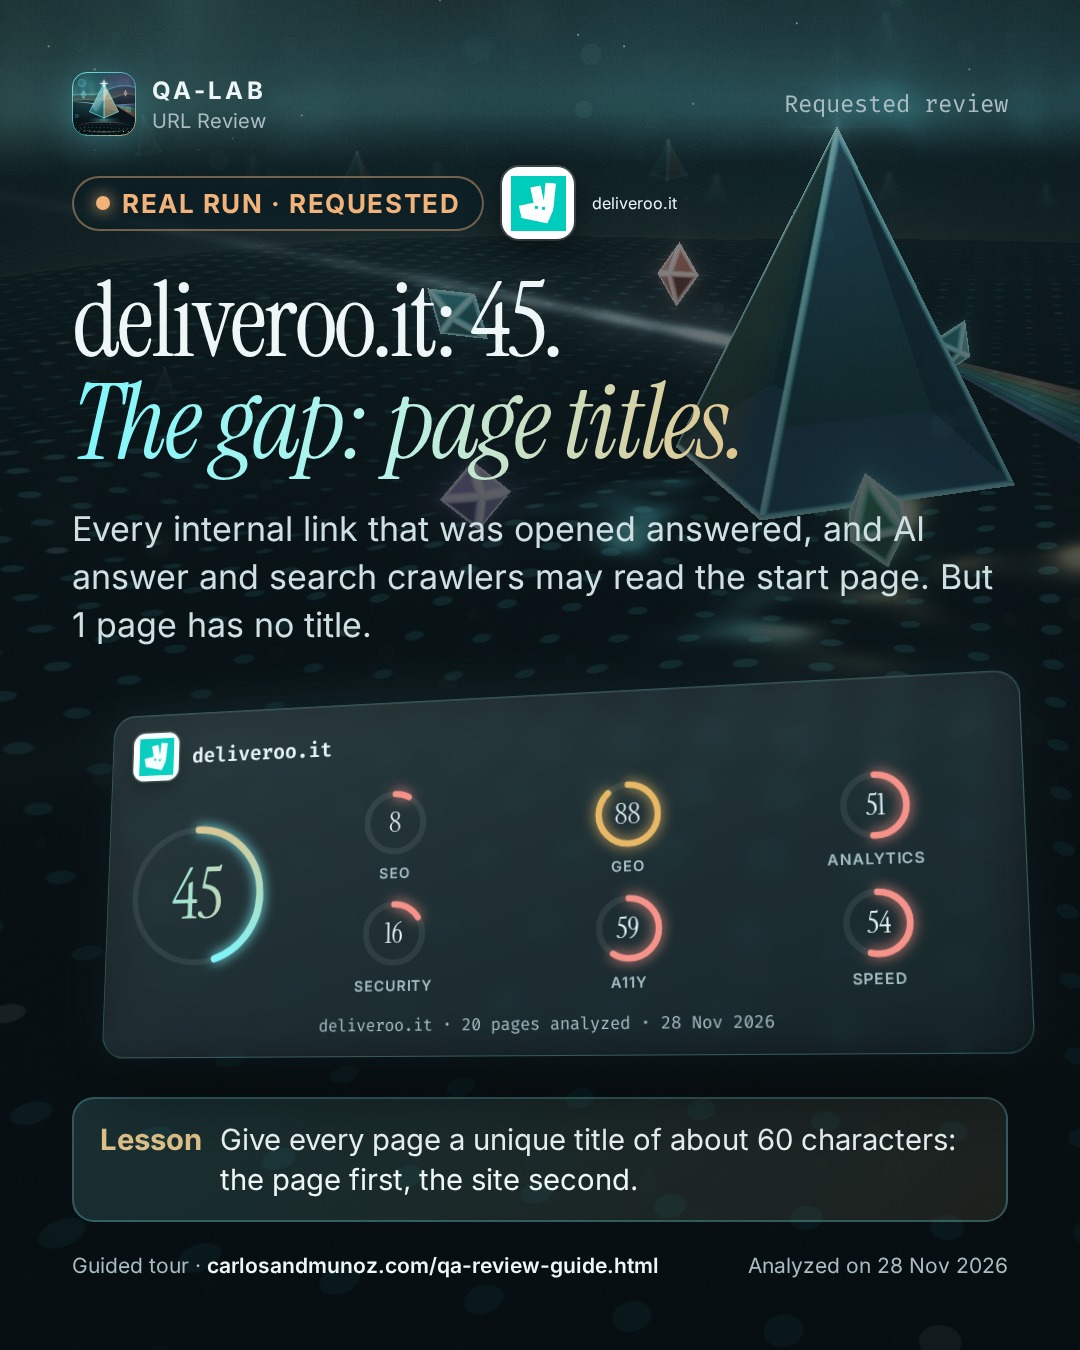 QA-LAB
URL Review
Requested review
REAL RUN · REQUESTED
deliveroo.it
deliveroo.it: 45.
The gap: page titles.
Every internal link that was opened answered, and AI
answer and search crawlers may read the start page. But
1 page has no title.
deliveroo.it
45
8
SEO
88
GEO
51
ANALYTICS
16
SECURITY
59
A11Y
54
SPEED
deliveroo.it · 20 pages analyzed · 28 Nov 2026
Lesson Give every page a unique title of about 60 characters:
the page first, the site second.
Guided tour · carlosandmunoz.com/qa-review-guide.html
Analyzed on 28 Nov 2026